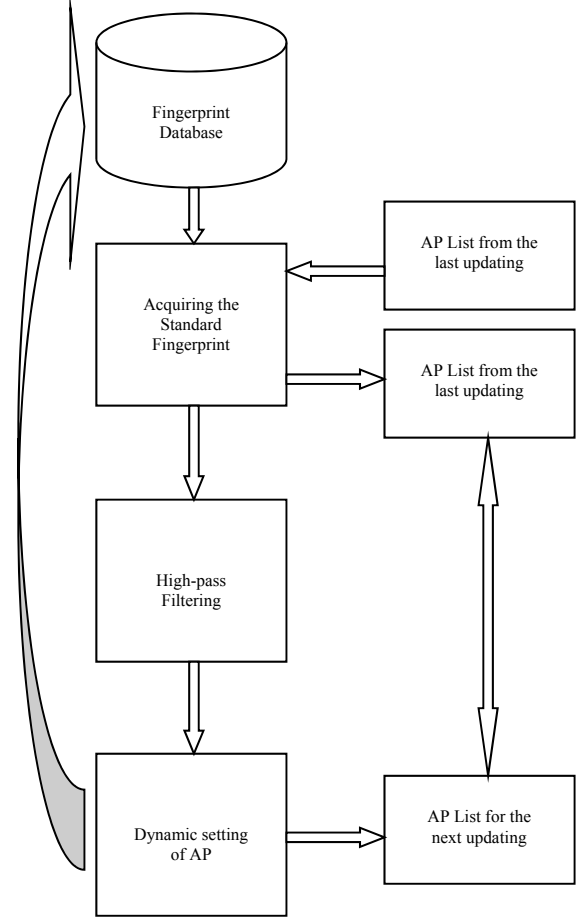 Fingerprint
Database
AP List from the
last updating
Acquiring the
Standard
Fingerprint
AP List from the
last updating
High-pass
Filtering
Dynamic setting
of AP
AP List for the
next updating